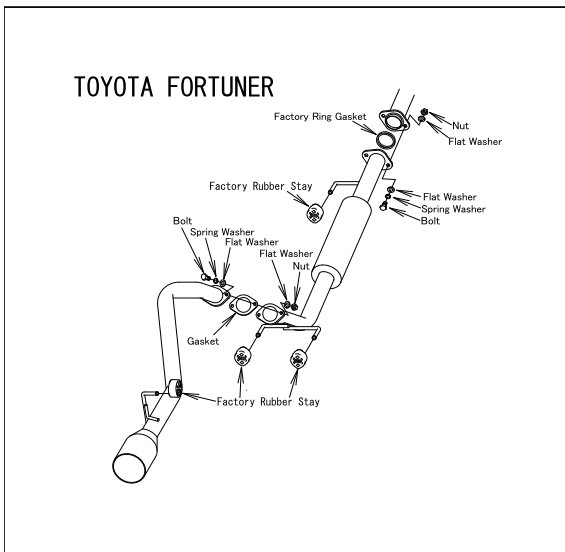 TOYOTA FORTUNER
Factory Ring Gasket
Nut
Flat Washer
Factory Rubber Stay
Flat Washer
Spring Washer
Bolt
Bolt
Spring Washer
Flat Washer
Flat Washer
Nut
Gasket
Factory Rubber Stay